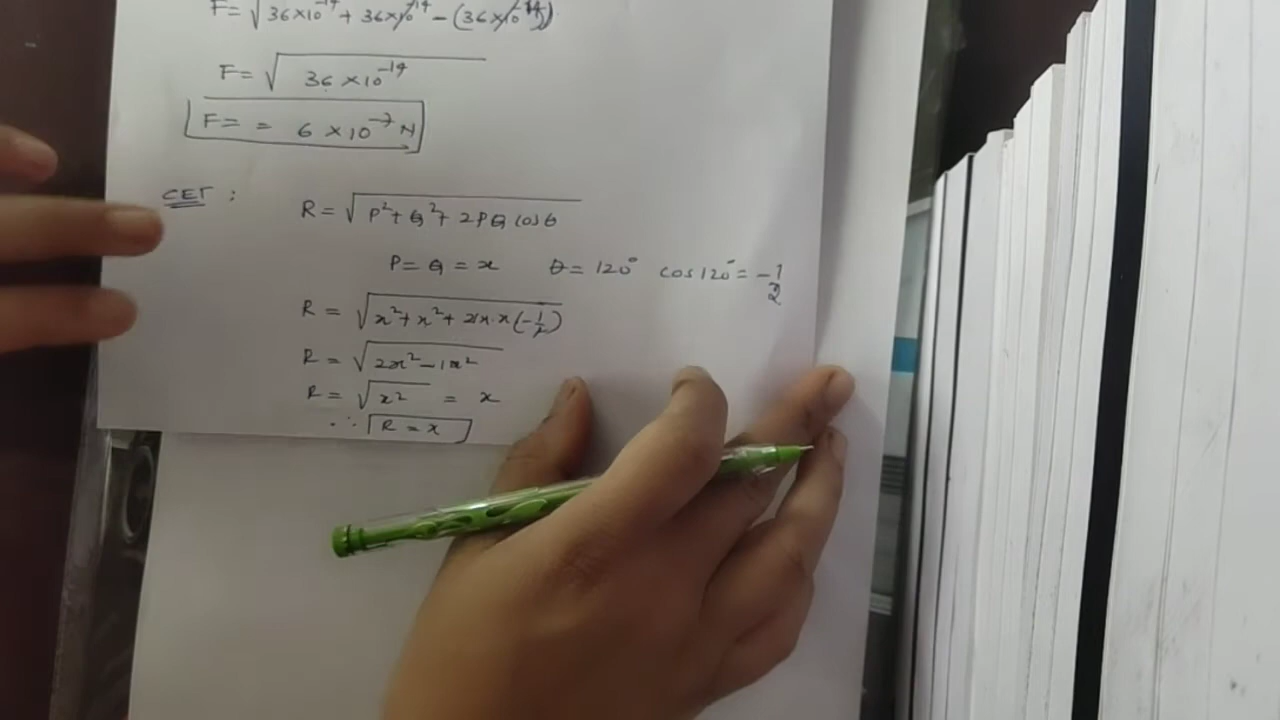 F= √36×10⁻¹⁴ + 36×10⁻¹⁴ - (36×10⁻¹⁴)
F= √36×10⁻¹⁴
F= = 6×10⁻⁷ N
CET :
R= √P²+Q²+2PQ cosθ
P= Q = x θ= 120° cos120°= -1/2
R = √x²+x²+2x·x(-1/2)
R = √2x²-1x²
R= √x² = x
∴ R = x